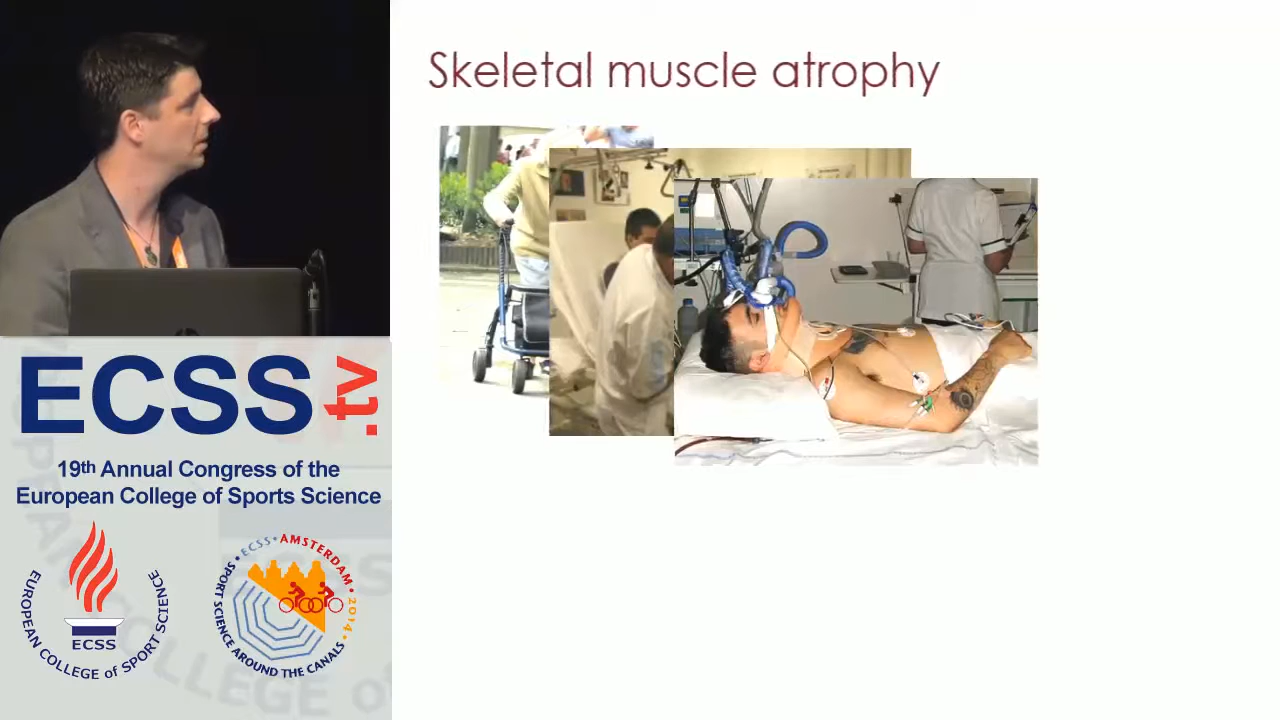 Skeletal muscle atrophy
ECSS.tv
19th Annual Congress of the
European College of Sports Science
EUROPEAN COLLEGE of SPORT SCIENCE
ECSS
• ECSS • AMSTERDAM • 2014 •
SPORT SCIENCE AROUND THE CANALS